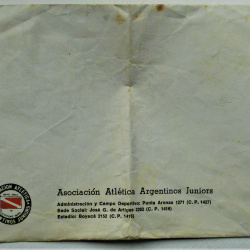 Asociación Atlética Argentinos Juniors
Administración y Campo Deportivo: Punta Arenas 1271 (C.P. 1427)
Sede Social: José G. de Artigas 2262 (C.P. 1416)
Estadio: Boyacá 2152 (C.P. 1416)